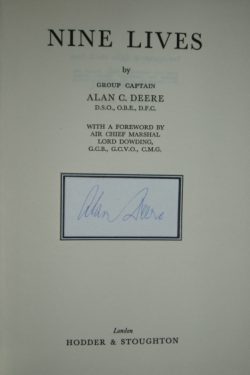 NINE LIVES
by
GROUP CAPTAIN
ALAN C. DEERE
D.S.O., O.B.E., D.F.C.
WITH A FOREWORD BY
AIR CHIEF MARSHAL
LORD DOWDING,
G.C.B., G.C.V.O., C.M.G.
Alan Deere
London
HODDER & STOUGHTON